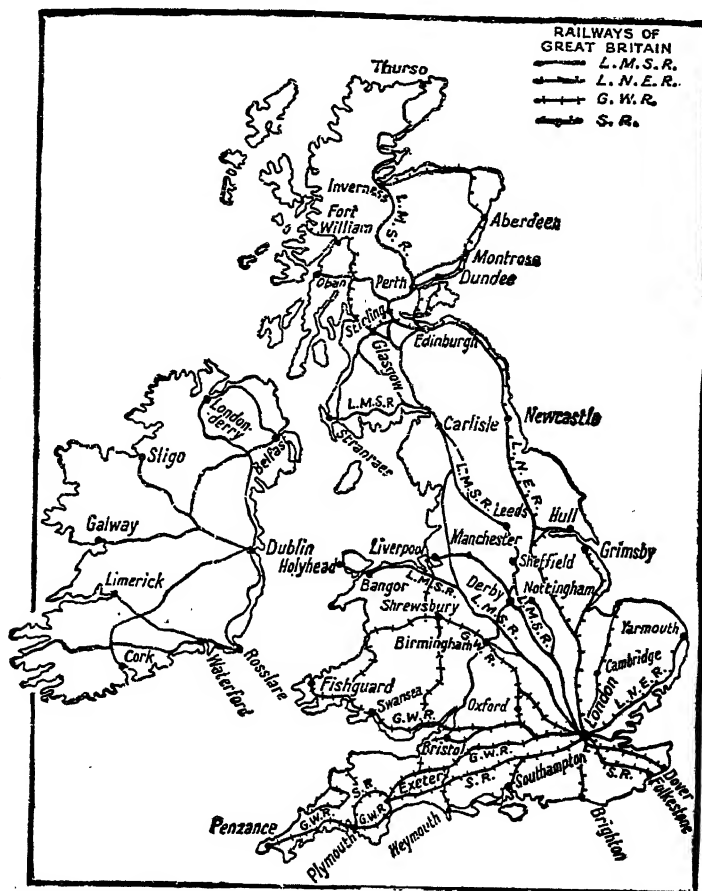 RAILWAYS OF
GREAT BRITAIN
L.M.S.R.
L.N.E.R.
G.W.R.
S.R.
Thurso
Inverness
L.M.S.R.
Fort
William
Aberdeen
Montrose
Dundee
Perth
Oban
Stirling
Edinburgh
Glasgow
L.M.S.R.
Stranraer
Carlisle
Newcastle
London-
derry
Belfast
Sligo
L.M.S.R.
L.N.E.R.
Leeds
Hull
Galway
Dublin
Holyhead
Liverpool
Manchester
Sheffield
Grimsby
Limerick
Bangor
L.M.S.R.
Derby
Nottingham
Shrewsbury
L.M.S.R.
L.M.S.R.
Yarmouth
Birmingham
G.W.R.
Cambridge
Cork
Waterford
Rosslare
Fishguard
Swansea
Oxford
London
L.N.E.R.
G.W.R.
Bristol
G.W.R.
S.R.
Exeter
S.R.
Southampton
S.R.
Dover
Folkestone
Penzance
G.W.R.
G.W.R.
Plymouth
Weymouth
Brighton